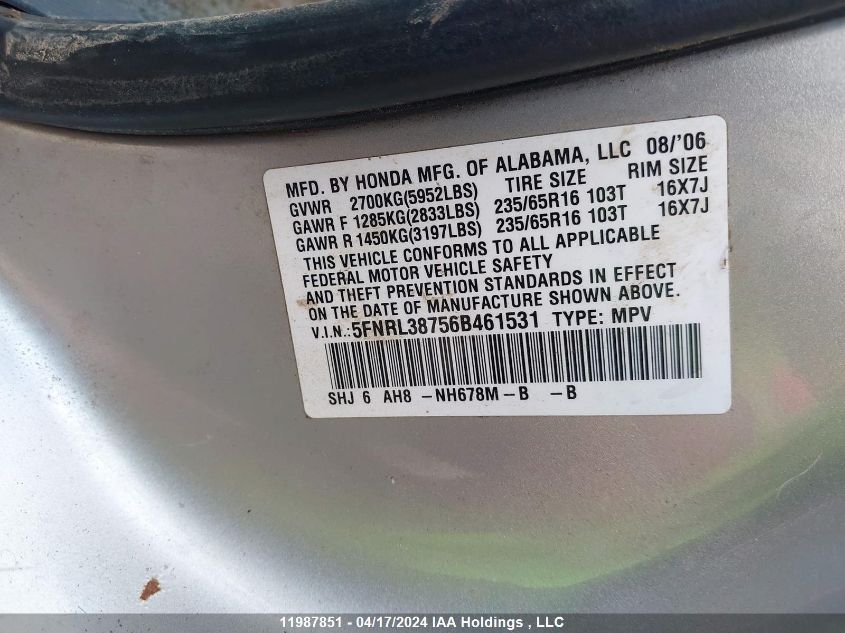 MFD. BY HONDA MFG. OF ALABAMA, LLC 08/'06
GVWR 2700KG(5952LBS) TIRE SIZE RIM SIZE
GAWR F 1285KG(2833LBS) 235/65R16 103T 16X7J
GAWR R 1450KG(3197LBS) 235/65R16 103T 16X7J
THIS VEHICLE CONFORMS TO ALL APPLICABLE
FEDERAL MOTOR VEHICLE SAFETY
AND THEFT PREVENTION STANDARDS IN EFFECT
ON THE DATE OF MANUFACTURE SHOWN ABOVE.
V.I.N.:5FNRL38756B461531 TYPE: MPV
SHJ 6 AH8 -NH678M-B -B
11987851 - 04/17/2024 IAA Holdings , LLC